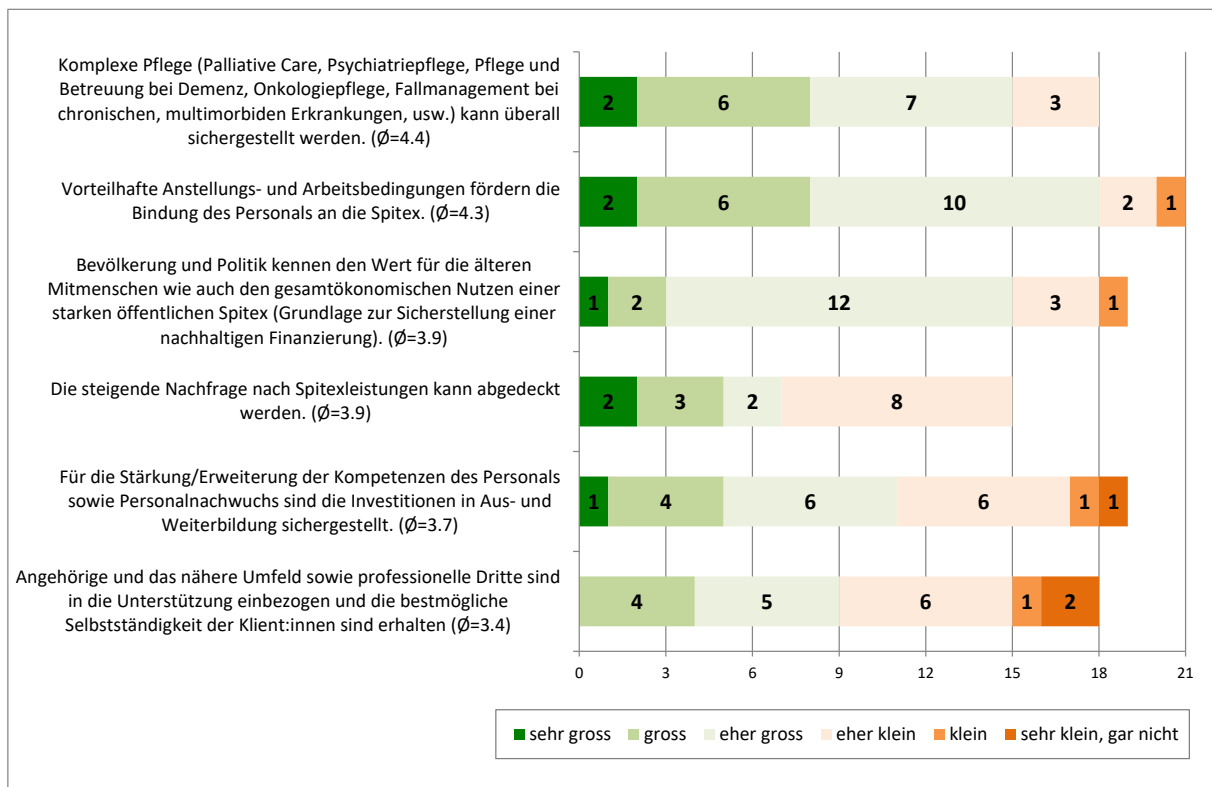 Komplexe Pflege (Palliative Care, Psychiatriepflege, Pflege und
Betreuung bei Demenz, Onkologiepflege, Fallmanagement bei
chronischen, multimorbiden Erkrankungen, usw.) kann überall
sichergestellt werden. (Ø=4.4)
2 6 7 3
Vorteilhafte Anstellungs- und Arbeitsbedingungen fördern die
Bindung des Personals an die Spitex. (Ø=4.3)
2 6 10 2 1
Bevölkerung und Politik kennen den Wert für die älteren
Mitmenschen wie auch den gesamtökonomischen Nutzen einer
starken öffentlichen Spitex (Grundlage zur Sicherstellung einer
nachhaltigen Finanzierung). (Ø=3.9)
1 2 12 3 1
Die steigende Nachfrage nach Spitexleistungen kann abgedeckt
werden. (Ø=3.9)
2 3 2 8
Für die Stärkung/Erweiterung der Kompetenzen des Personals
sowie Personalnachwuchs sind die Investitionen in Aus- und
Weiterbildung sichergestellt. (Ø=3.7)
1 4 6 6 1 1
Angehörige und das nähere Umfeld sowie professionelle Dritte sind
in die Unterstützung einbezogen und die bestmögliche
Selbstständigkeit der Klient:innen sind erhalten (Ø=3.4)
4 5 6 1 2
0 3 6 9 12 15 18 21
sehr gross gross eher gross eher klein klein sehr klein, gar nicht